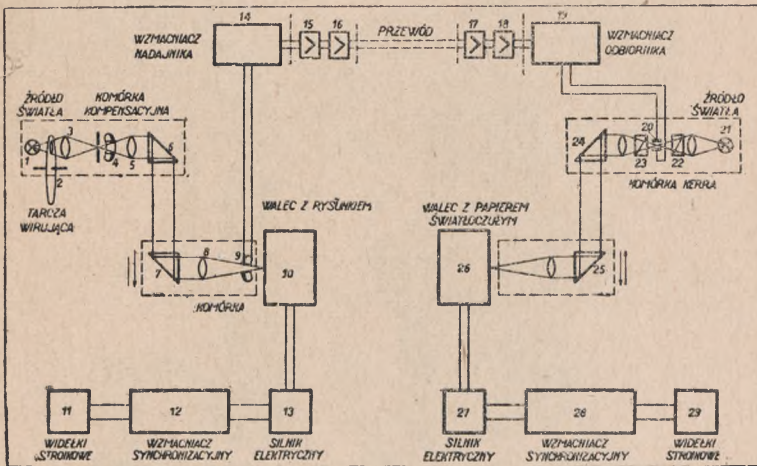 14
WZMACNIACZ
NADAJNIKA
15
16
PRZEWÓD
17
18
19
WZMACNIACZ
ODBIORNIKA
ŹRÓDŁO
ŚWIATŁA
KOMÓRKA
KOMPENSACYJNA
1
2
3
4
5
6
TARCZA
WIRUJĄCA
ŹRÓDŁO
ŚWIATŁA
20
21
22
23
24
KOMÓRKA KERRA
WALEC Z RYSUNKIEM
7
8
9
10
KOMÓRKA
WALEC Z PAPIEREM
ŚWIATŁOCZUŁYM
26
25
11
12
13
WIDEŁKI
STROIKOWE
WZMACNIACZ
SYNCHRONIZACYJNY
SILNIK
ELEKTRYCZNY
27
28
29
SILNIK
ELEKTRYCZNY
WZMACNIACZ
SYNCHRONIZACYJNY
WIDEŁKI
STROIKOWE